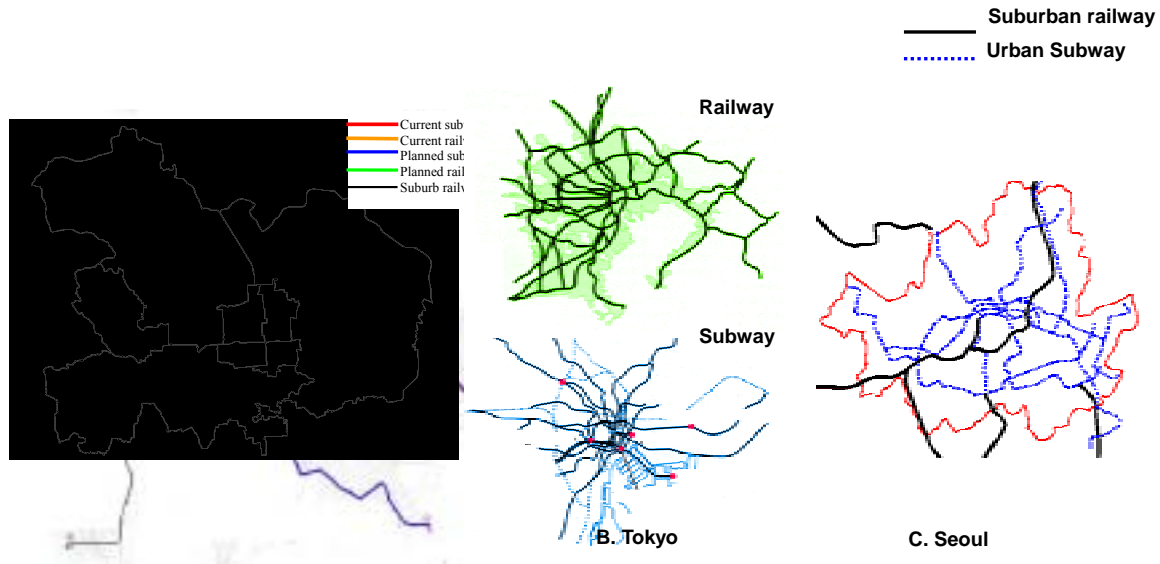 Suburban railway
Urban Subway
Railway
Current sub
Current rail
Planned sub
Planned rail
Suburb railw
Subway
B. Tokyo
C. Seoul